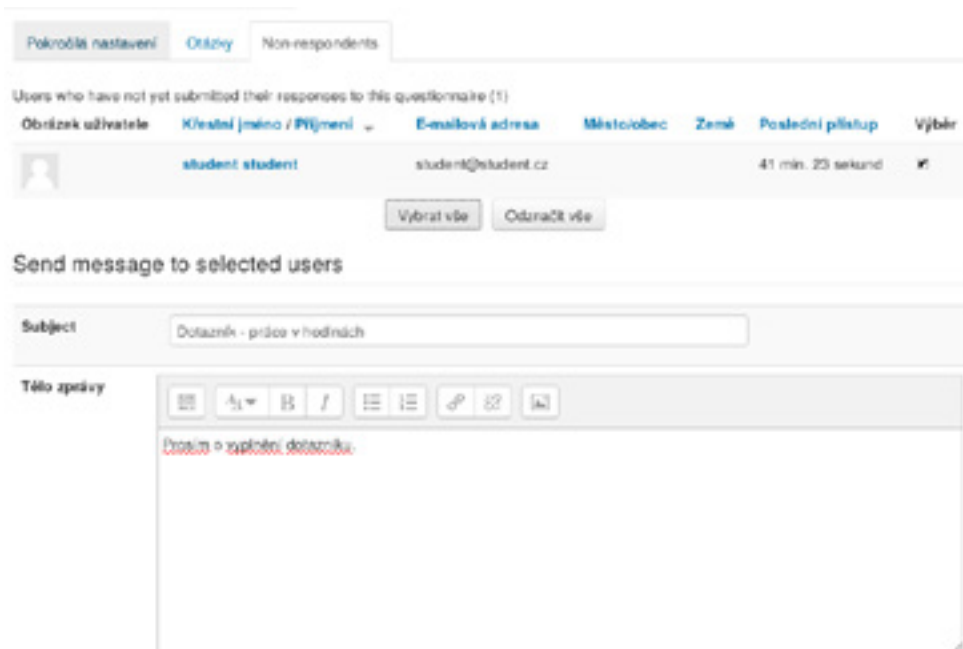 Pokročilá nastavení Otázky Non-respondents
Users who have not yet submitted their responses to this questionnaire (1)
Obrázek uživatele Křestní jméno / Příjmení E-mailová adresa Město/obec Země Poslední přístup Výběr
student student student@student.cz 41 min. 23 sekund
Vybrat vše Odznačit vše
Send message to selected users
Subject Dotazník - práce v hodinách
Tělo zprávy
Prosím o vyplnění dotazníku.